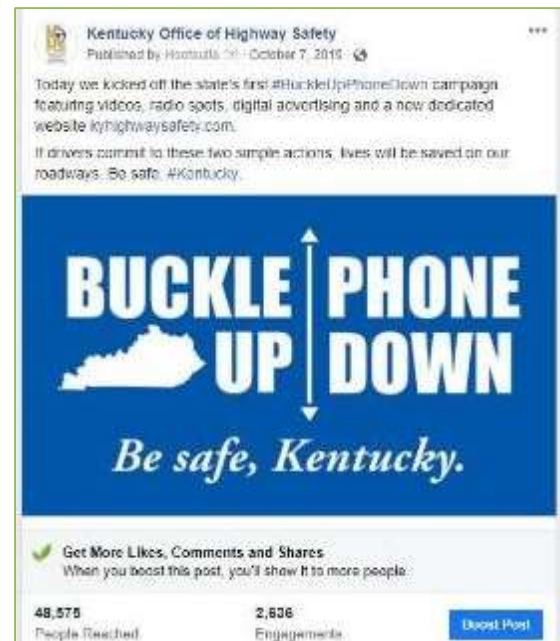 Kentucky Office of Highway Safety
Published by Hootsuite · October 7, 2019
Today we kicked off the state's first #BuckleUpPhoneDown campaign
featuring videos, radio spots, digital advertising and a new dedicated
website kyhighwaysafety.com.
If drivers commit to these two simple actions, lives will be saved on our
roadways. Be safe, #Kentucky.
BUCKLE PHONE
UP DOWN
Be safe, Kentucky.
Get More Likes, Comments and Shares
When you boost this post, you'll show it to more people.
48,575 2,636
People Reached Engagements Boost Post